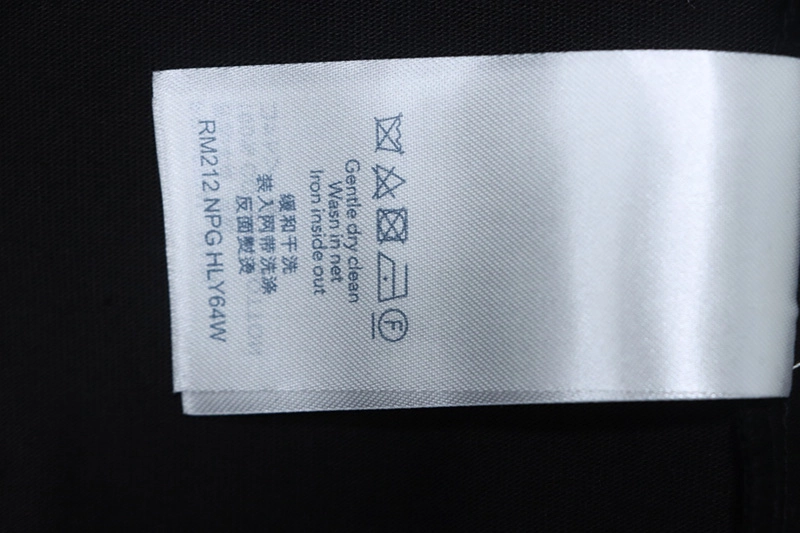 Gentle dry clean
Wasn in net
Iron inside out
缓和干洗
装入网带洗涤
反面熨烫
RM212 NPG HLY64W